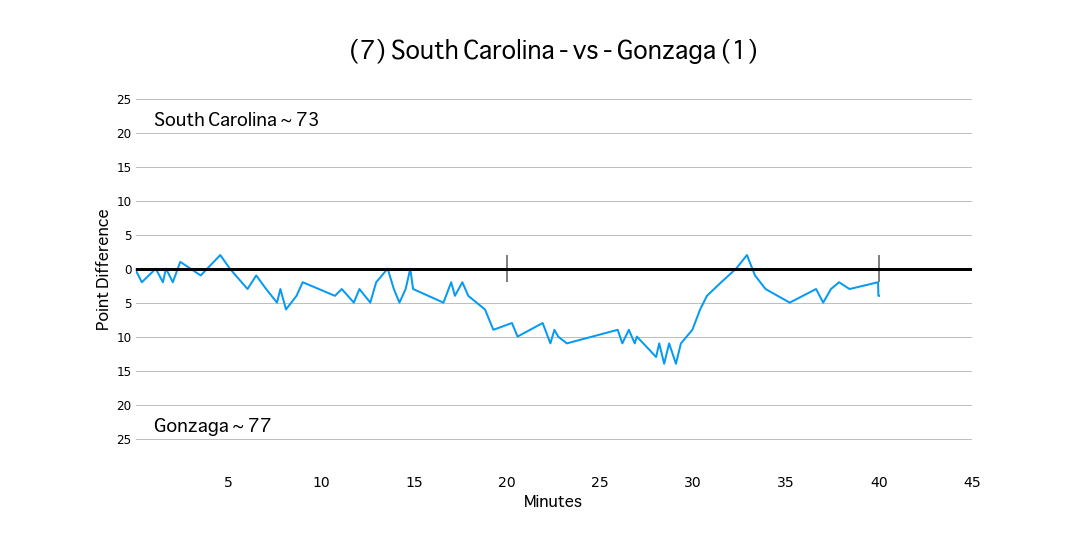 (7) South Carolina - vs - Gonzaga (1)
25
South Carolina ~ 73
20
15
10
5
0
5
10
15
20
Gonzaga ~ 77
25
Point Difference
5 10 15 20 25 30 35 40 45
Minutes